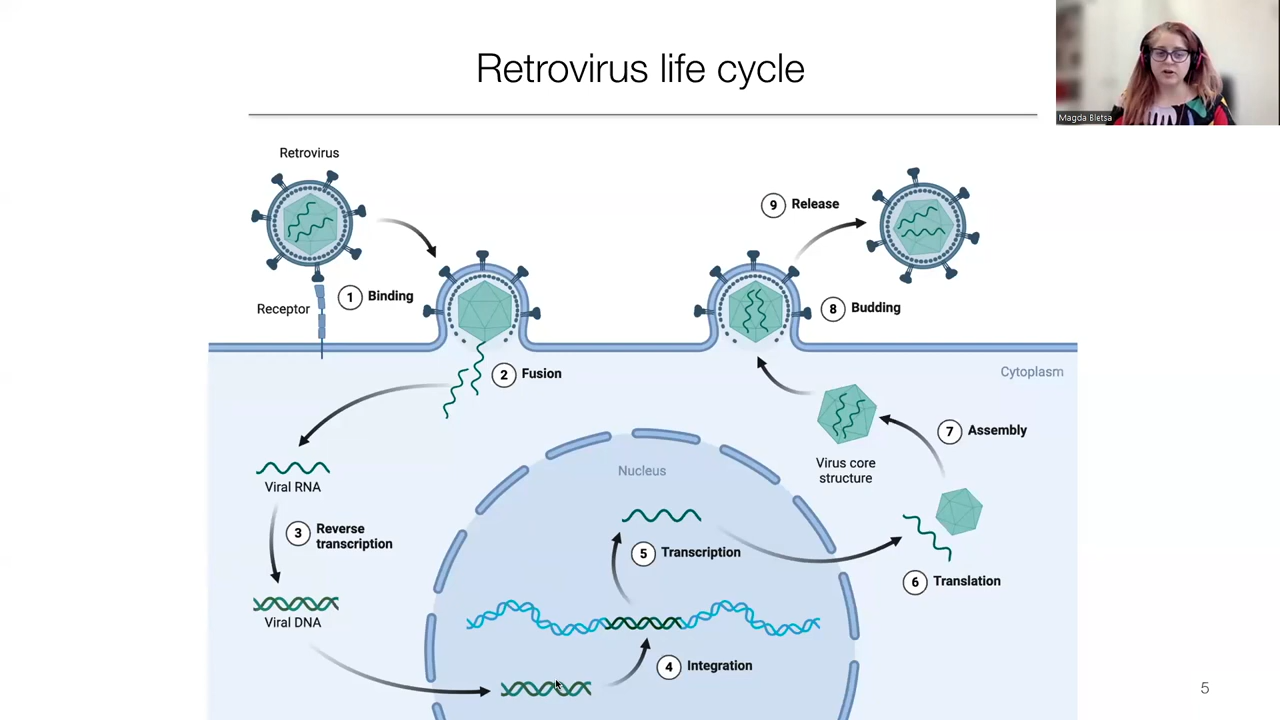 Retrovirus life cycle
Magda Bletsa
Retrovirus
Receptor
1 Binding
2 Fusion
Viral RNA
3 Reverse
transcription
Viral DNA
Nucleus
4 Integration
5 Transcription
6 Translation
7 Assembly
Virus core
structure
Cytoplasm
8 Budding
9 Release
5